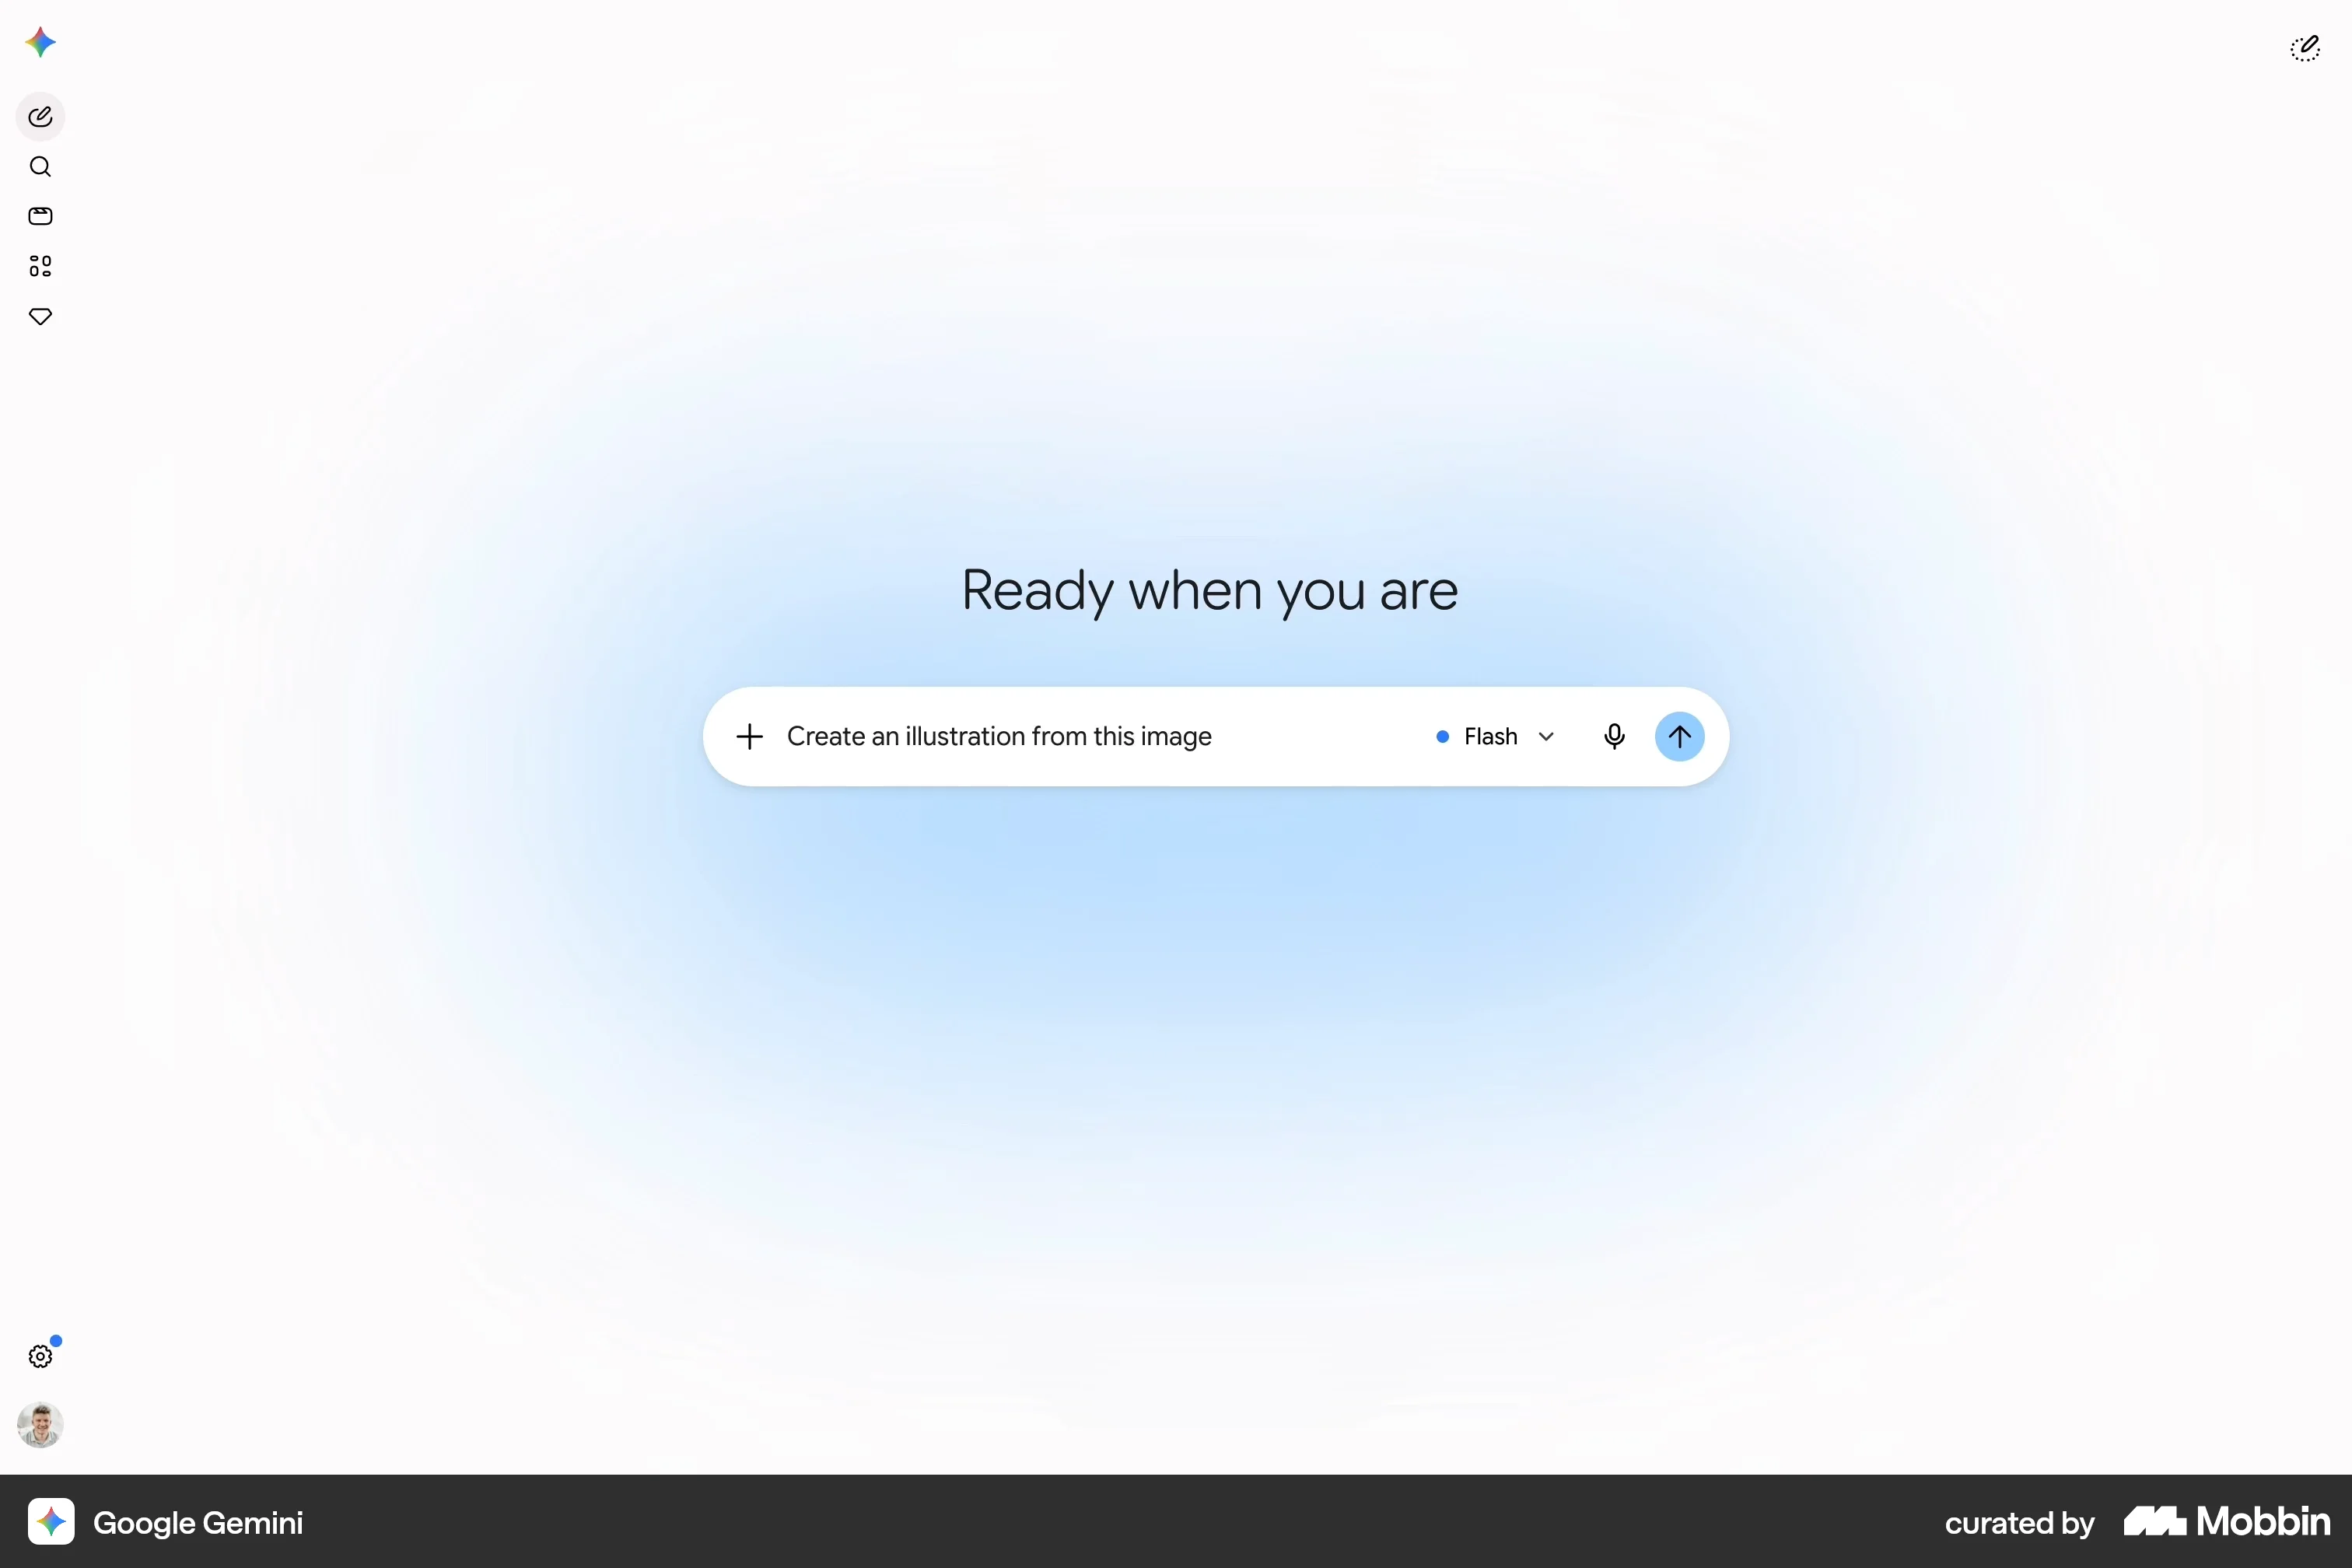 Ready when you are
Create an illustration from this image
Flash
Google Gemini
curated by Mobbin